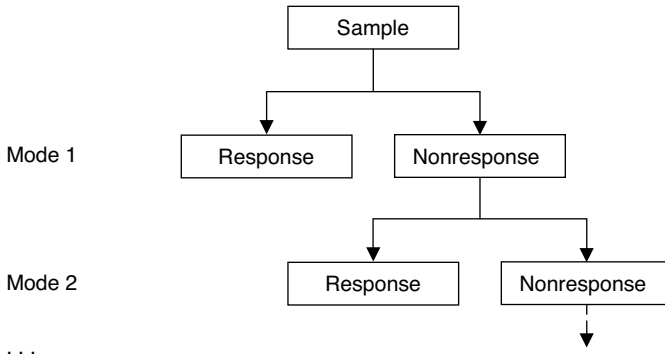 Sample
Mode 1 Response Nonresponse
Mode 2 Response Nonresponse
. . .